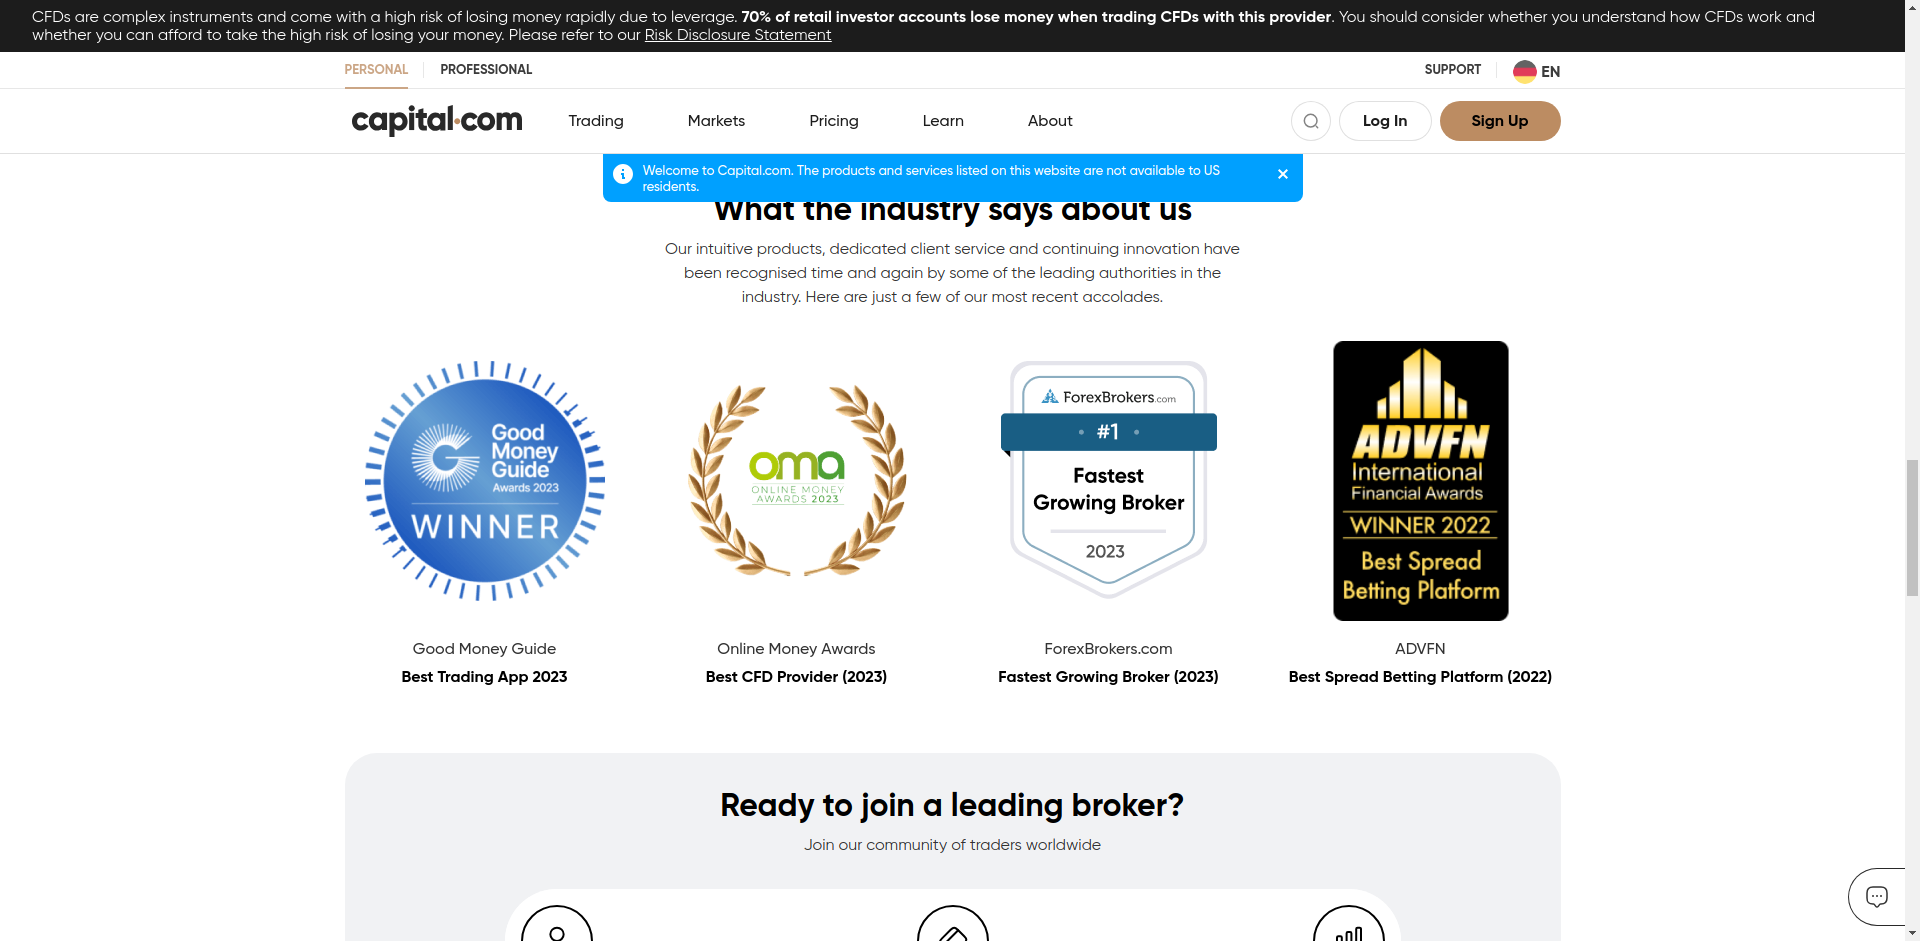 CFDs are complex instruments and come with a high risk of losing money rapidly due to leverage. 70% of retail investor accounts lose money when trading CFDs with this provider. You should consider whether you understand how CFDs work and
whether you can afford to take the high risk of losing your money. Please refer to our Risk Disclosure Statement
PERSONAL PROFESSIONAL SUPPORT EN
capital.com Trading Markets Pricing Learn About Log In Sign Up
Welcome to Capital.com. The products and services listed on this website are not available to US
residents.
What the industry says about us
Our intuitive products, dedicated client service and continuing innovation have
been recognised time and again by some of the leading authorities in the
industry. Here are just a few of our most recent accolades.
Good
Money
Guide
Awards 2023
WINNER
oma
ONLINE MONEY
AWARDS 2023
ForexBrokers.com
#1
Fastest
Growing Broker
2023
ADVFN
International
Financial Awards
WINNER 2022
Best Spread
Betting Platform
Good Money Guide
Best Trading App 2023
Online Money Awards
Best CFD Provider (2023)
ForexBrokers.com
Fastest Growing Broker (2023)
ADVFN
Best Spread Betting Platform (2022)
Ready to join a leading broker?
Join our community of traders worldwide